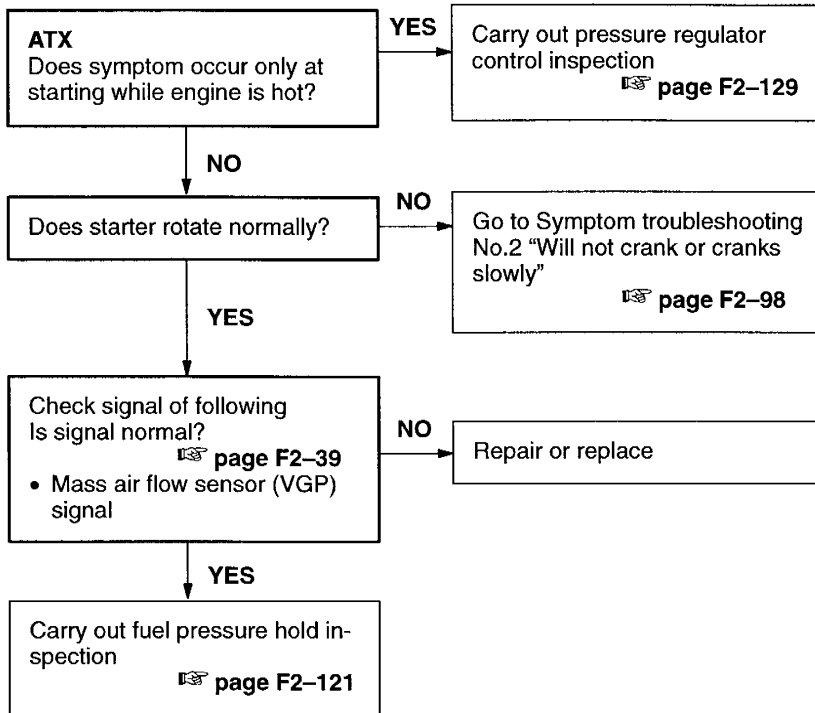 ATX
Does symptom occur only at
starting while engine is hot?
YES
Carry out pressure regulator
control inspection
☞ page F2–129
NO
Does starter rotate normally?
NO
Go to Symptom troubleshooting
No.2 “Will not crank or cranks
slowly”
☞ page F2–98
YES
Check signal of following
Is signal normal?
☞ page F2–39
• Mass air flow sensor (VGP)
signal
NO
Repair or replace
YES
Carry out fuel pressure hold in-
spection
☞ page F2–121